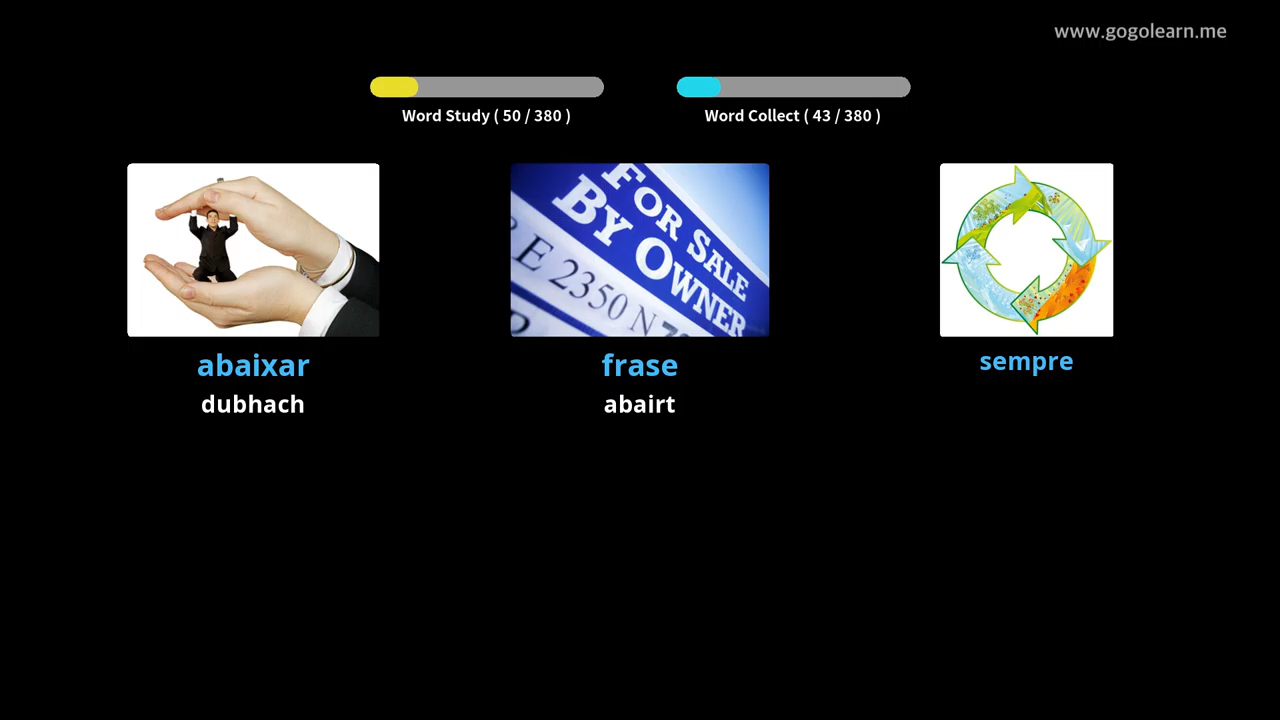 www.gogolearn.me
Word Study ( 50 / 380 )
Word Collect ( 43 / 380 )
FOR SALE
BY OWNER
E 2350 N
abaixar
frase
sempre
dubhach
abairt